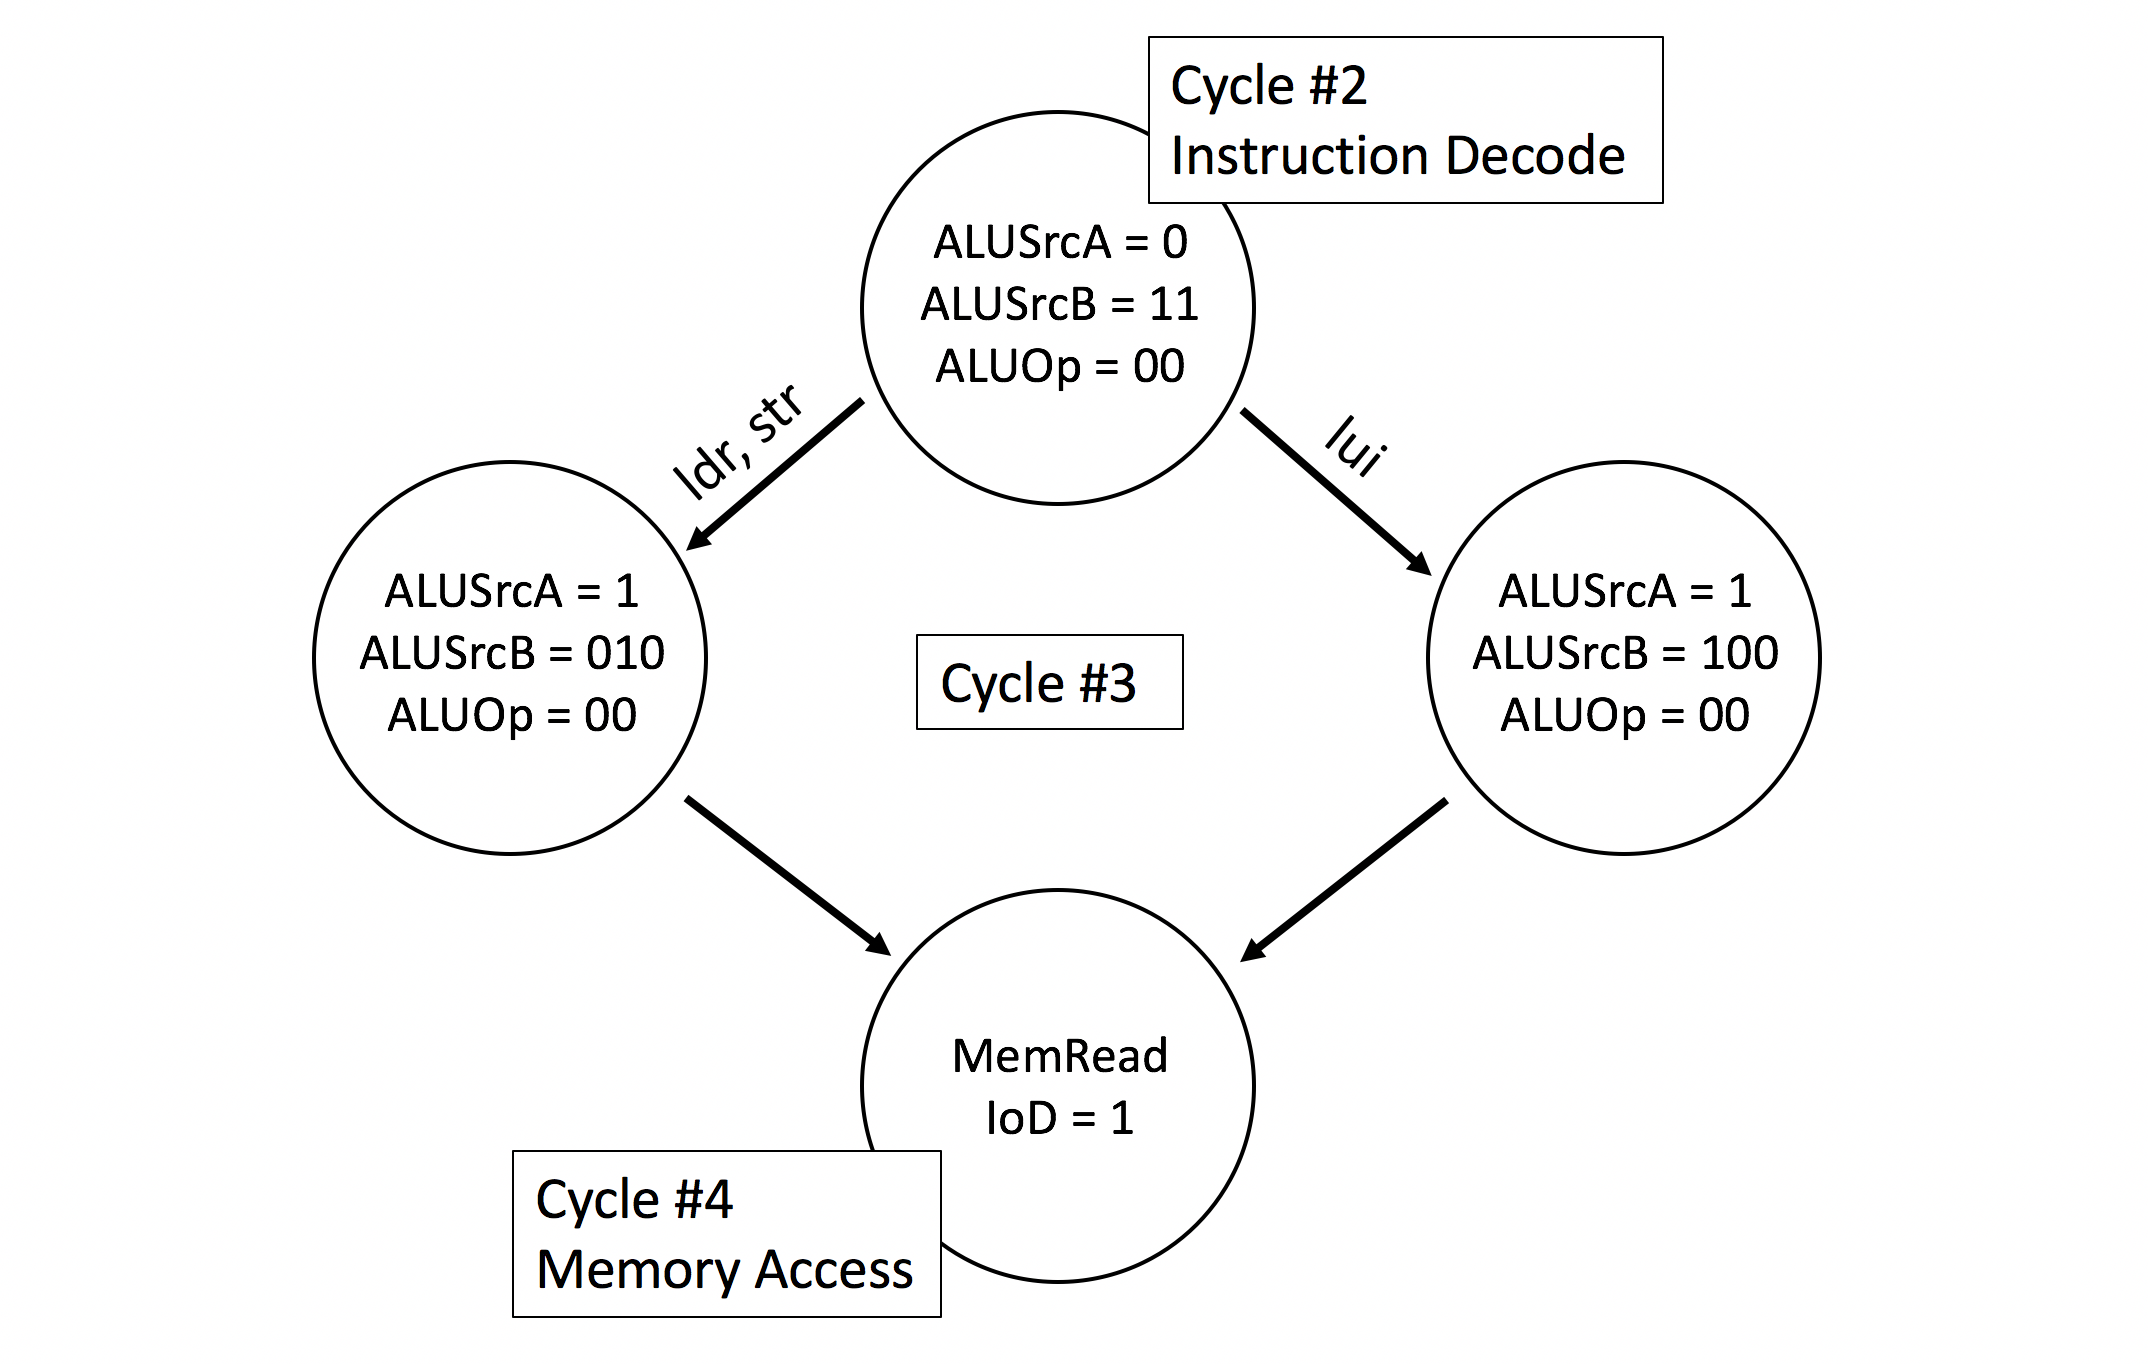 Cycle #2
Instruction Decode
ALUSrcA = 0
ALUSrcB = 11
ALUOp = 00
ldr, str
lui
ALUSrcA = 1
ALUSrcB = 010
ALUOp = 00
Cycle #3
ALUSrcA = 1
ALUSrcB = 100
ALUOp = 00
MemRead
IoD = 1
Cycle #4
Memory Access